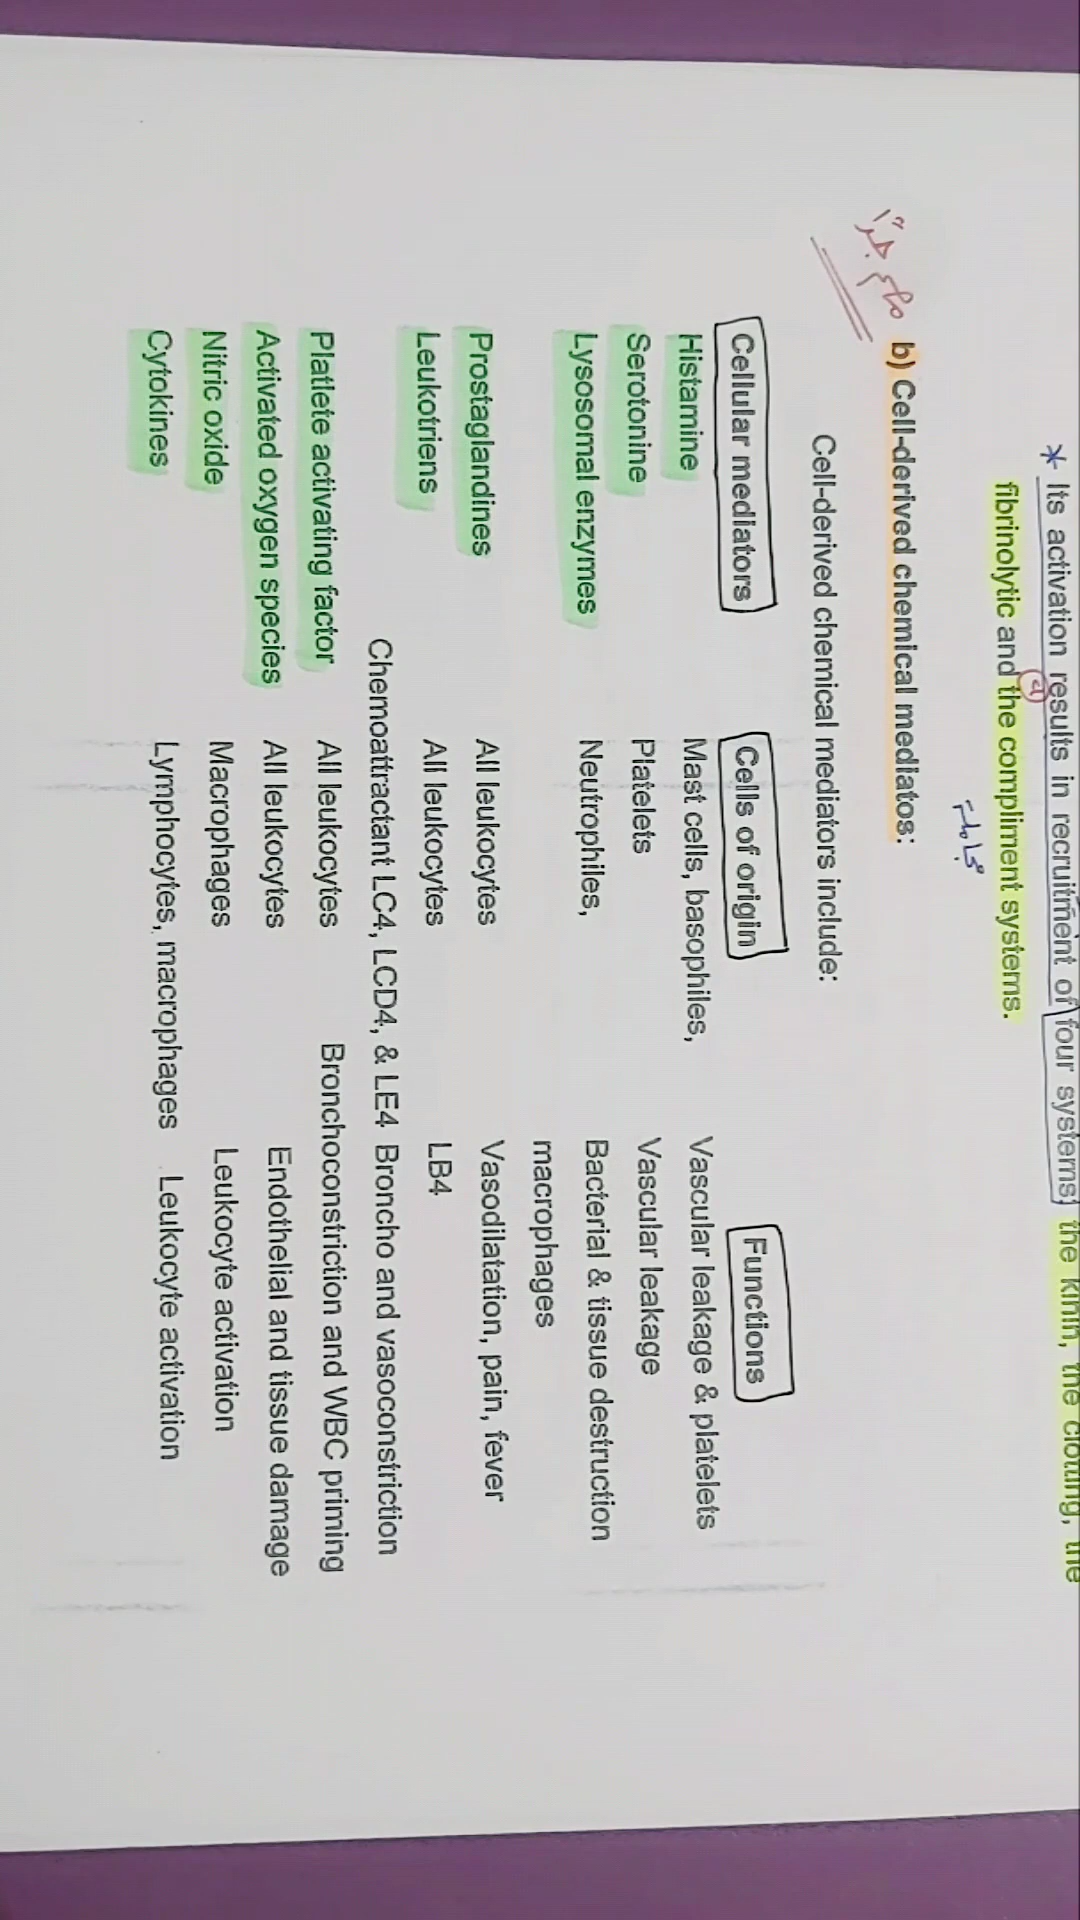 * Its activation results in recruitment of four systems: the kinin, the clotting, the
fibrinolytic and the compliment systems.
هام جداً b) Cell-derived chemical mediatos:
Cell-derived chemical mediators include:
Cellular mediators Cells of origin Functions
Histamine Mast cells, basophiles, Vascular leakage & platelets
Serotonine Platelets Vascular leakage
Lysosomal enzymes Neutrophiles, Bacterial & tissue destruction
macrophages
Prostaglandines All leukocytes Vasodilatation, pain, fever
Leukotriens All leukocytes LB4
Chemoattractant LC4, LCD4, & LE4 Broncho and vasoconstriction
Platlete activating factor All leukocytes Bronchoconstriction and WBC priming
Activated oxygen species All leukocytes Endothelial and tissue damage
Nitric oxide Macrophages Leukocyte activation
Cytokines Lymphocytes, macrophages Leukocyte activation